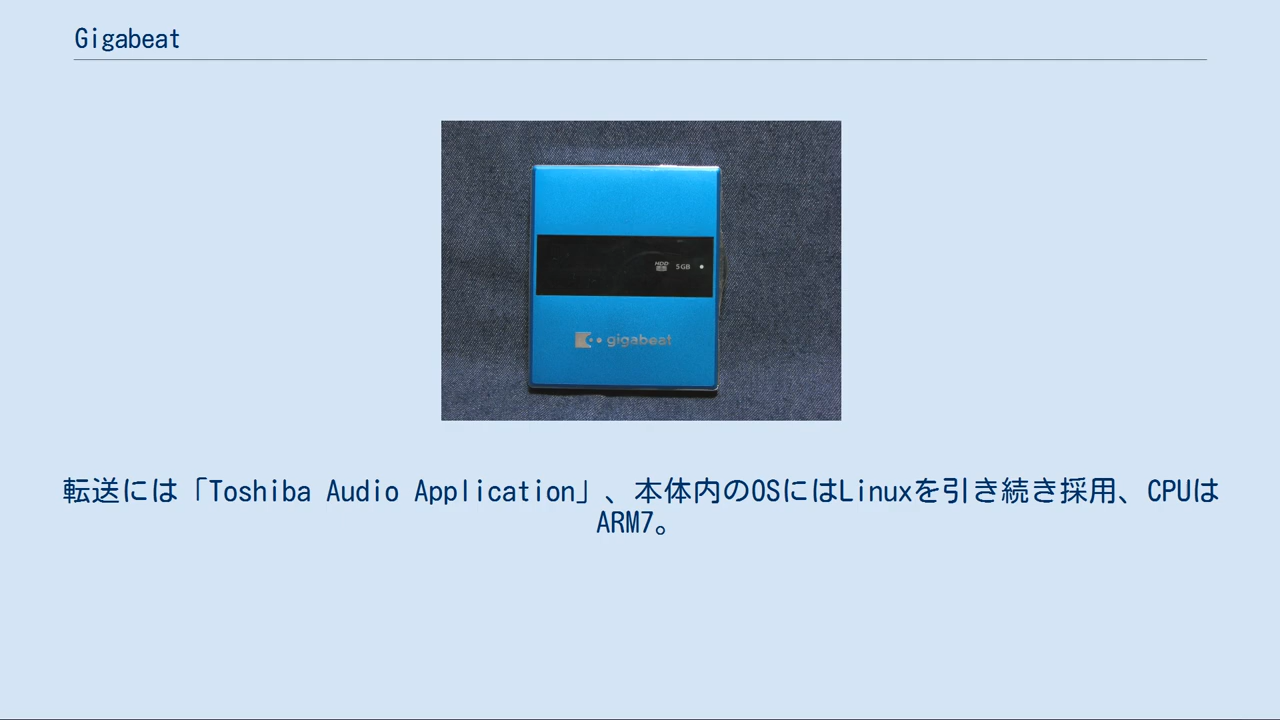 Gigabeat
HDD
5GB
gigabeat
転送には「Toshiba Audio Application」、本体内のOSにはLinuxを引き続き採用、CPUは
ARM7。